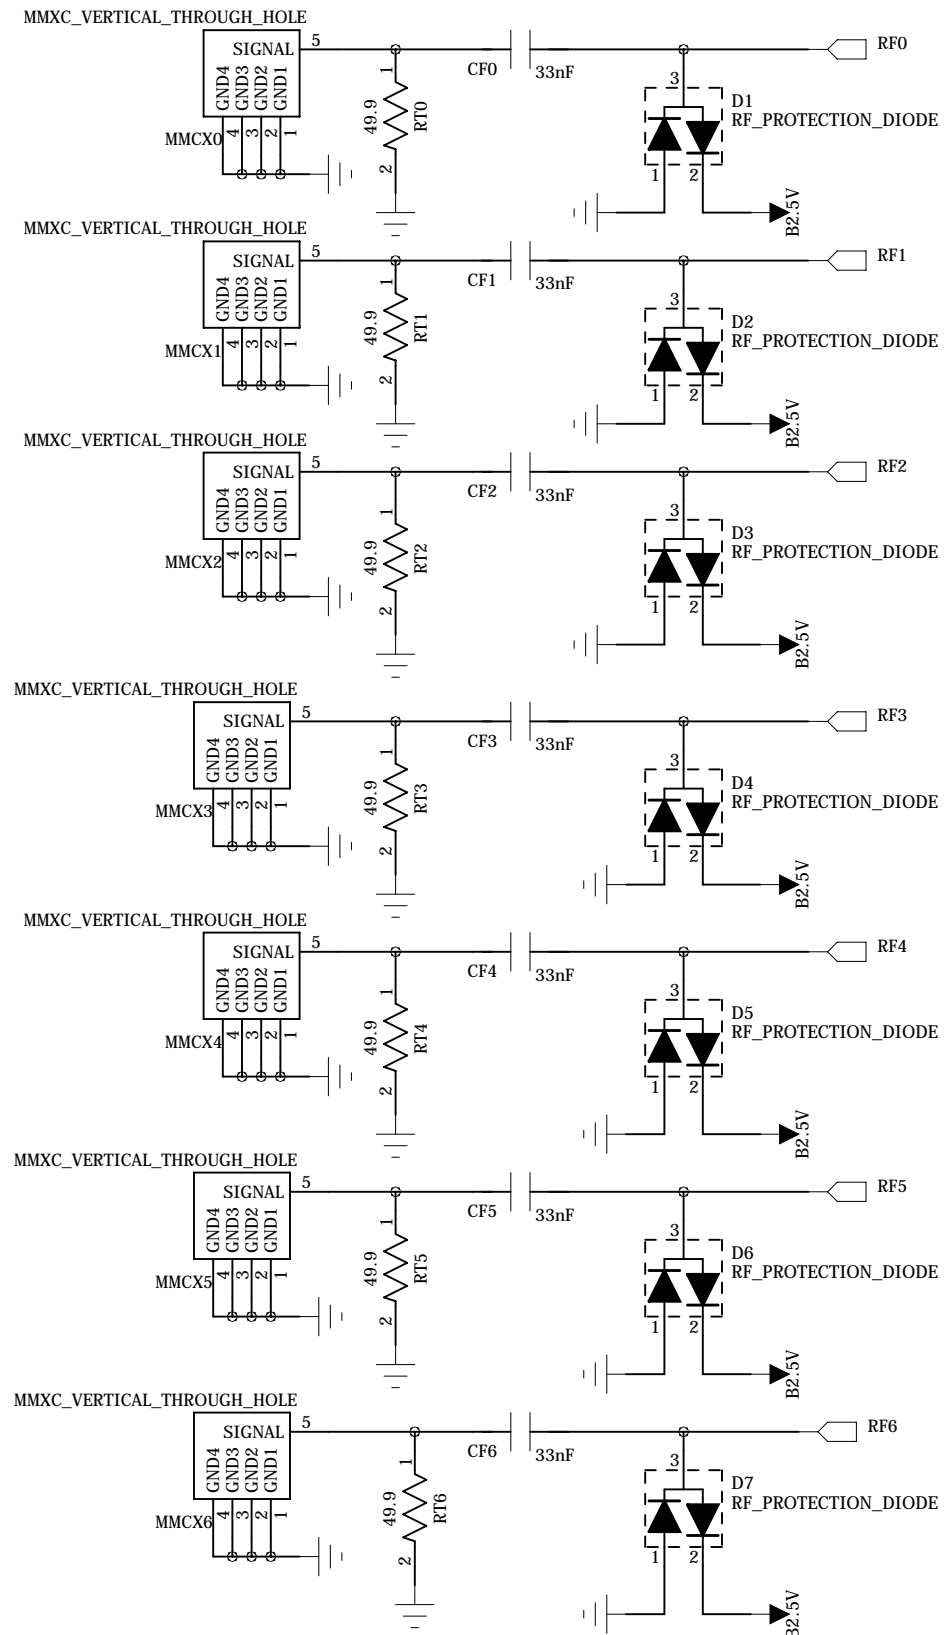 MMXC_VERTICAL_THROUGH_HOLE
SIGNAL 5
GND4 GND3 GND2 GND1
4 3 2 1
MMCX0
1
49.9 RT0
2
CF0 33nF
RF0
3
D1
RF_PROTECTION_DIODE
1 2
B2.5V
MMXC_VERTICAL_THROUGH_HOLE
SIGNAL 5
GND4 GND3 GND2 GND1
4 3 2 1
MMCX1
1
49.9 RT1
2
CF1 33nF
RF1
3
D2
RF_PROTECTION_DIODE
1 2
B2.5V
MMXC_VERTICAL_THROUGH_HOLE
SIGNAL 5
GND4 GND3 GND2 GND1
4 3 2 1
MMCX2
1
49.9 RT2
2
CF2 33nF
RF2
3
D3
RF_PROTECTION_DIODE
1 2
B2.5V
MMXC_VERTICAL_THROUGH_HOLE
SIGNAL 5
GND4 GND3 GND2 GND1
4 3 2 1
MMCX3
1
49.9 RT3
2
CF3 33nF
RF3
3
D4
RF_PROTECTION_DIODE
1 2
B2.5V
MMXC_VERTICAL_THROUGH_HOLE
SIGNAL 5
GND4 GND3 GND2 GND1
4 3 2 1
MMCX4
1
49.9 RT4
2
CF4 33nF
RF4
3
D5
RF_PROTECTION_DIODE
1 2
B2.5V
MMXC_VERTICAL_THROUGH_HOLE
SIGNAL 5
GND4 GND3 GND2 GND1
4 3 2 1
MMCX5
1
49.9 RT5
2
CF5 33nF
RF5
3
D6
RF_PROTECTION_DIODE
1 2
B2.5V
MMXC_VERTICAL_THROUGH_HOLE
SIGNAL 5
GND4 GND3 GND2 GND1
4 3 2 1
MMCX6
1
49.9 RT6
2
CF6 33nF
RF6
3
D7
RF_PROTECTION_DIODE
1 2
B2.5V